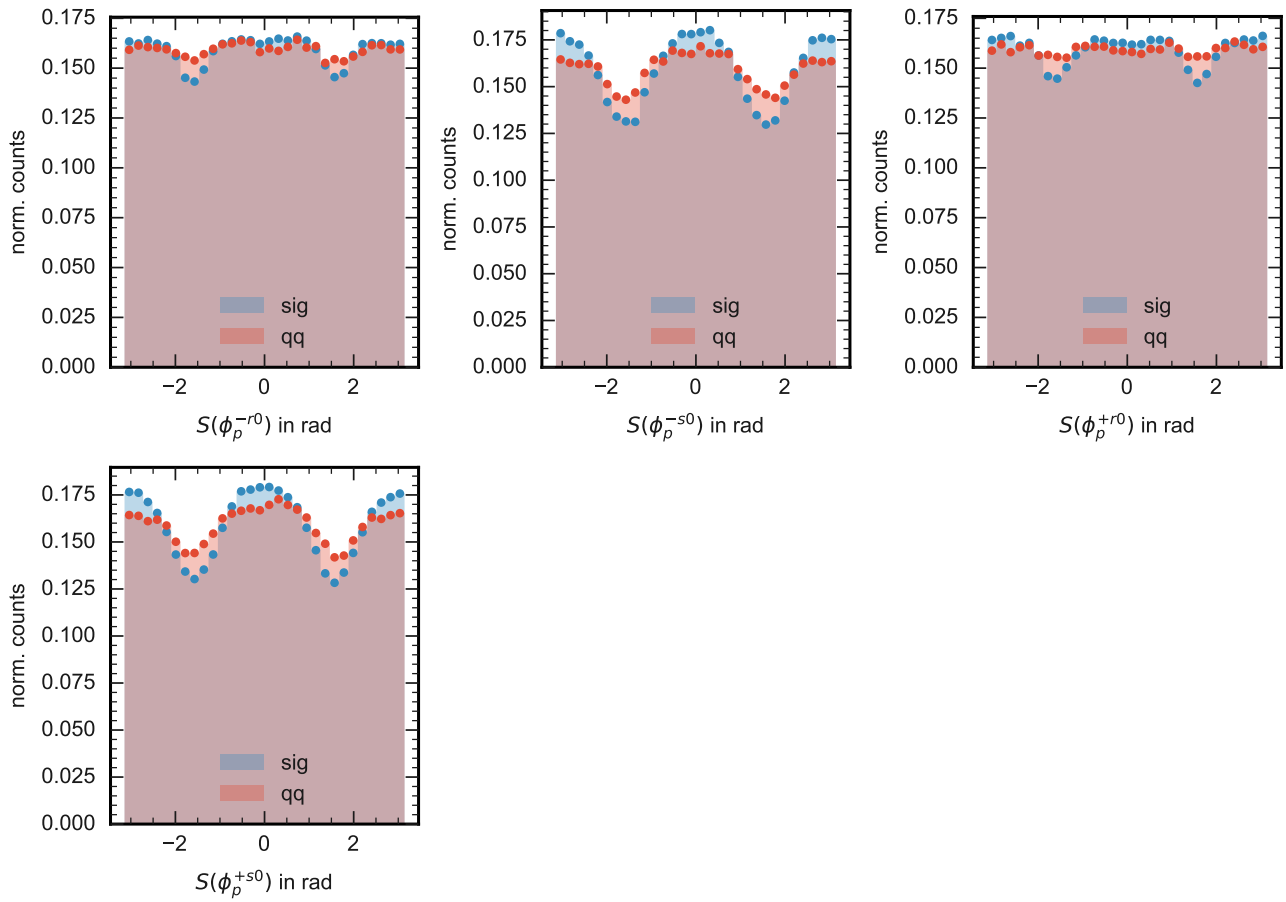 0.175
0.150
0.125
0.100
0.075
0.050
0.025
0.000
norm. counts
sig
qq
−2 0 2
S(ϕ_p^{−r0}) in rad
0.175
0.150
0.125
0.100
0.075
0.050
0.025
0.000
norm. counts
sig
qq
−2 0 2
S(ϕ_p^{−s0}) in rad
0.175
0.150
0.125
0.100
0.075
0.050
0.025
0.000
norm. counts
sig
qq
−2 0 2
S(ϕ_p^{+r0}) in rad
0.175
0.150
0.125
0.100
0.075
0.050
0.025
0.000
norm. counts
sig
qq
−2 0 2
S(ϕ_p^{+s0}) in rad